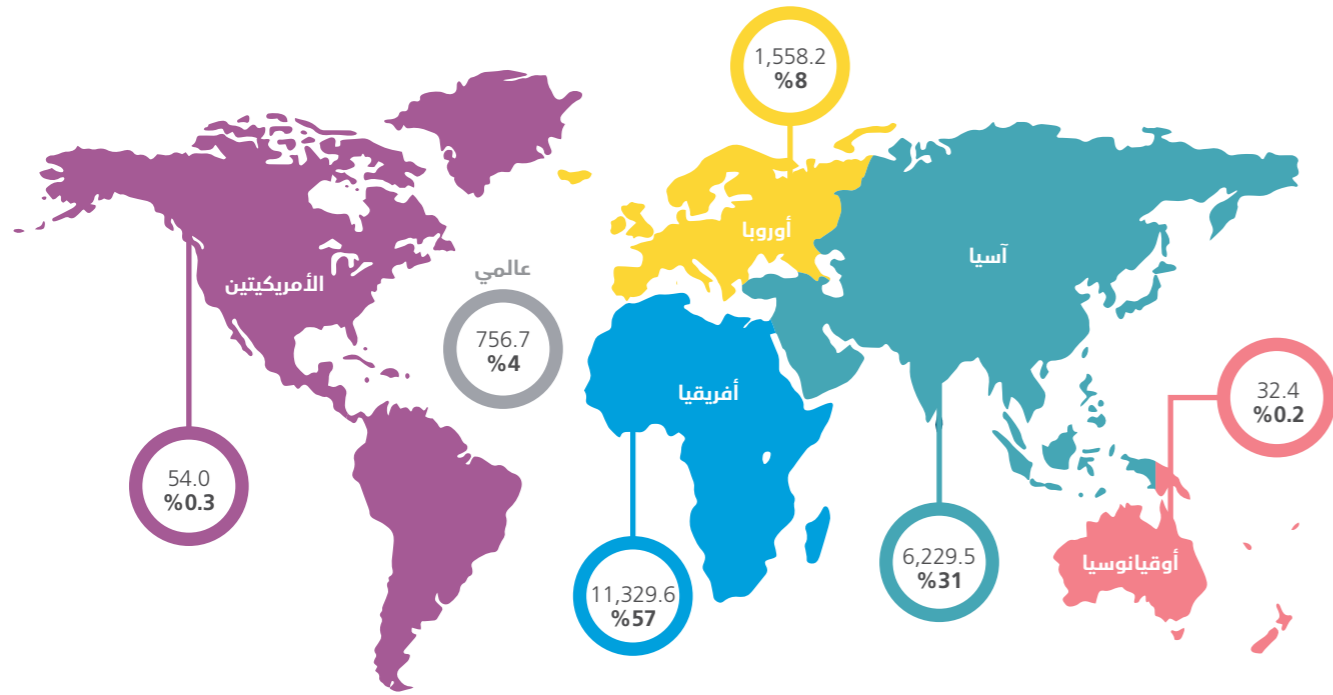 1,558.2
%8
أوروبا
آسيا
عالمي
756.7
%4
الأمريكيتين
أفريقيا
32.4
%0.2
54.0
%0.3
11,329.6
%57
6,229.5
%31
أوقيانوسيا